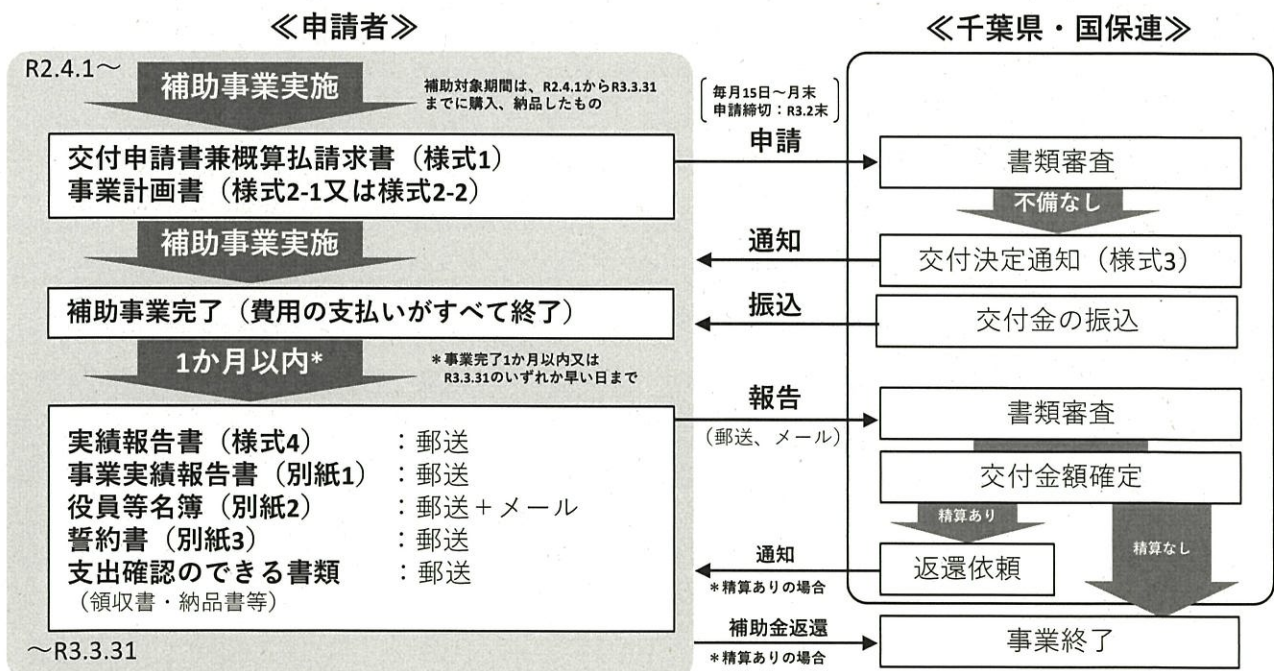 ≪申請者≫
R2.4.1～
補助事業実施
補助対象期間は、R2.4.1からR3.3.31
までに購入、納品したもの
交付申請書兼概算払請求書（様式1）
事業計画書（様式2-1又は様式2-2）
補助事業実施
補助事業完了（費用の支払いがすべて終了）
1か月以内*
＊事業完了1か月以内又は
R3.3.31のいずれか早い日まで
実績報告書（様式4）　：郵送
事業実績報告書（別紙1）：郵送
役員等名簿（別紙2）　：郵送＋メール
誓約書（別紙3）　：郵送
支出確認のできる書類　：郵送
（領収書・納品書等）
～R3.3.31
毎月15日～月末
申請締切：R3.2末
申請
通知
振込
報告
（郵送、メール）
通知
＊精算ありの場合
補助金返還
＊精算ありの場合
≪千葉県・国保連≫
書類審査
不備なし
交付決定通知（様式3）
交付金の振込
書類審査
交付金額確定
精算あり
精算なし
返還依頼
事業終了